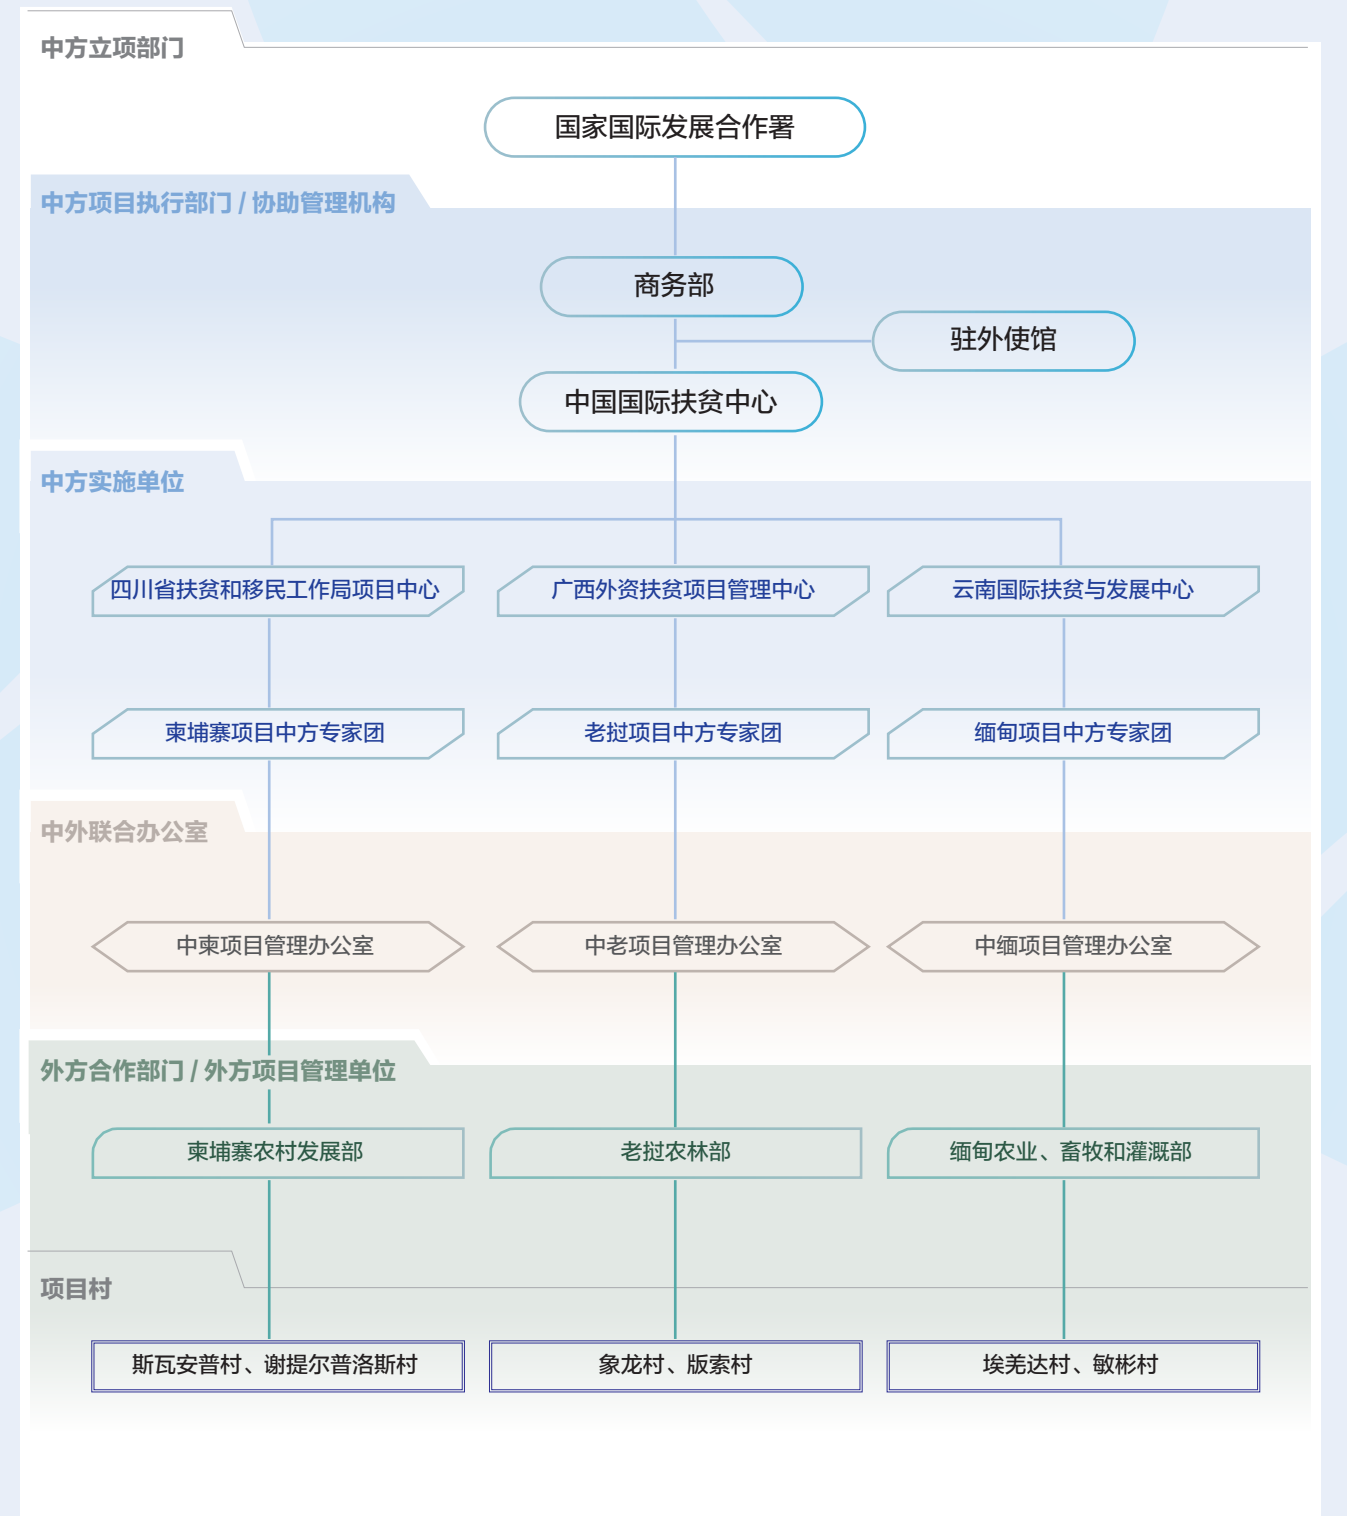 中方立项部门
国家国际发展合作署
中方项目执行部门 / 协助管理机构
商务部
驻外使馆
中国国际扶贫中心
中方实施单位
四川省扶贫和移民工作局项目中心
广西外资扶贫项目管理中心
云南国际扶贫与发展中心
柬埔寨项目中方专家团
老挝项目中方专家团
缅甸项目中方专家团
中外联合办公室
中柬项目管理办公室
中老项目管理办公室
中缅项目管理办公室
外方合作部门 / 外方项目管理单位
柬埔寨农村发展部
老挝农林部
缅甸农业、畜牧和灌溉部
项目村
斯瓦安普村、谢提尔普洛斯村
象龙村、版索村
埃羌达村、敏彬村